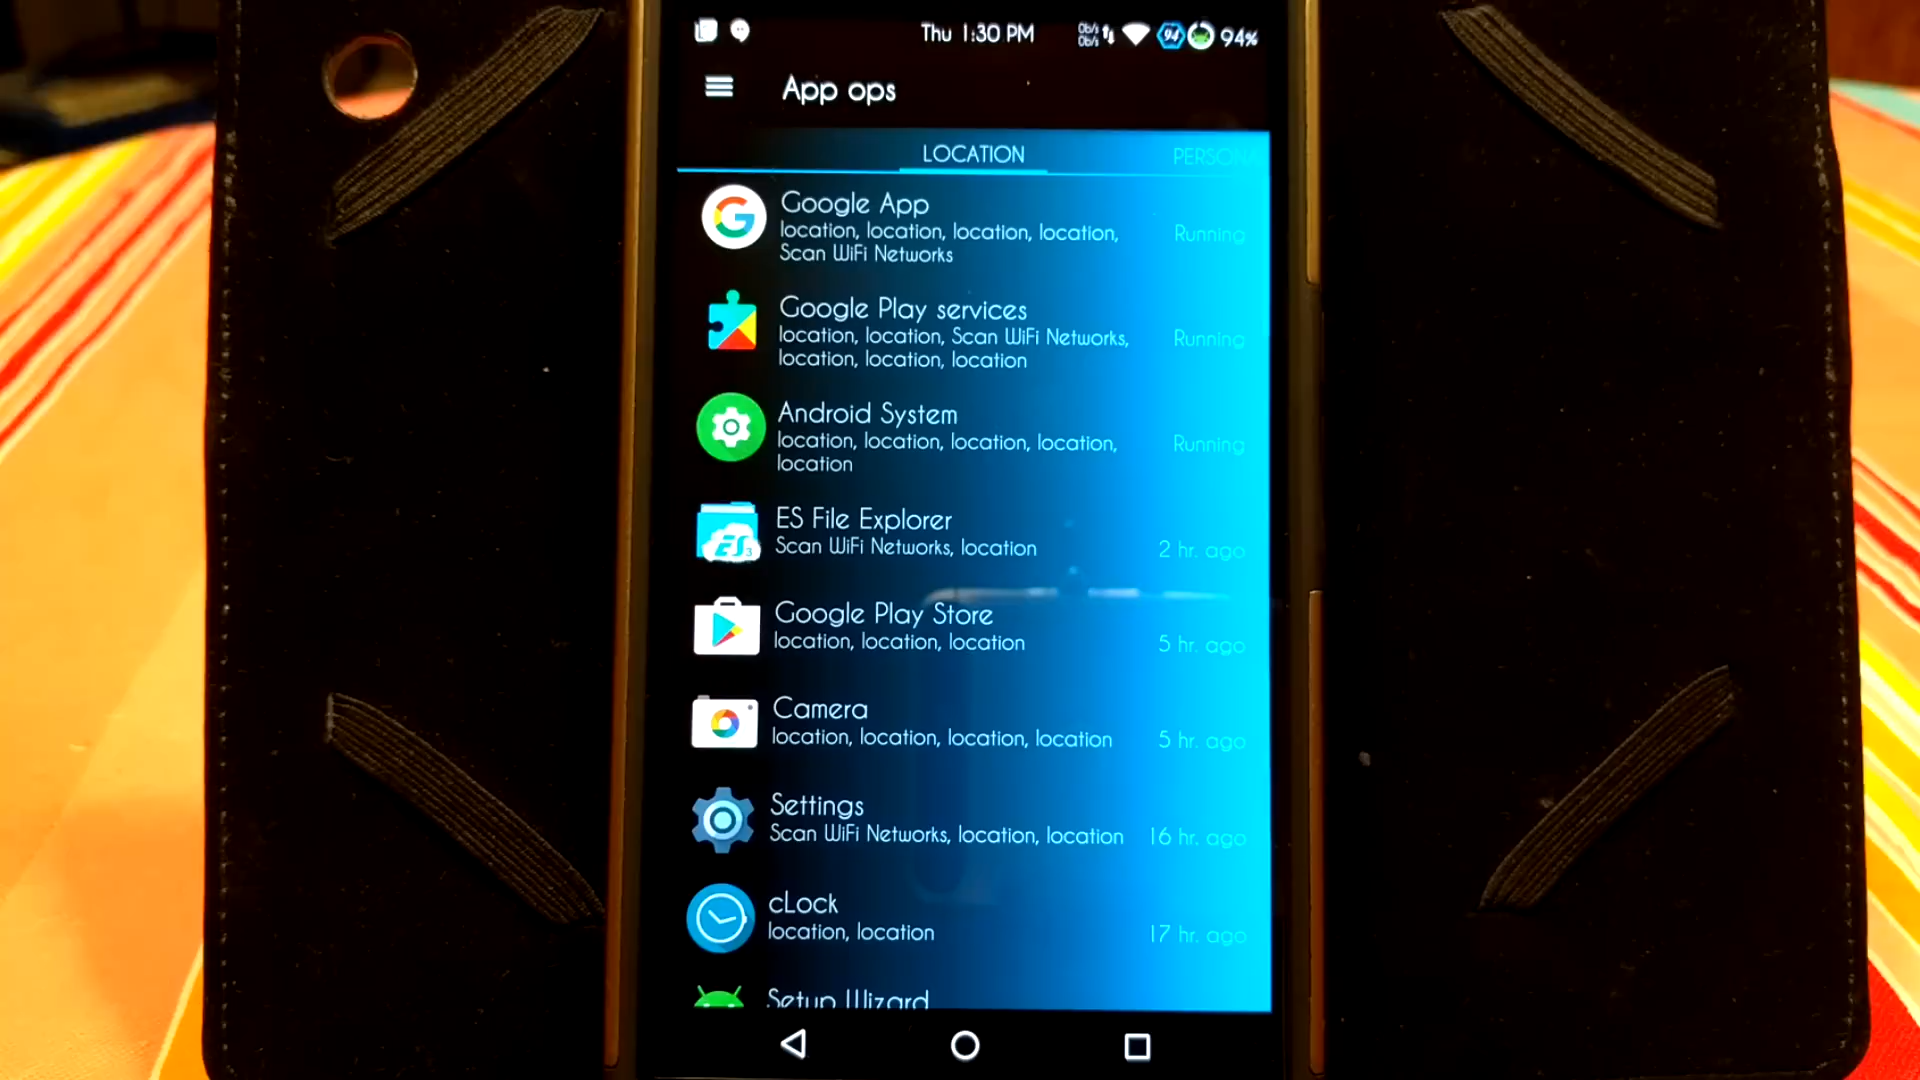 Thu 1:30 PM
0b/s
0b/s
94
94%
App ops
LOCATION
PERSONA
Google App
location, location, location, location,
Scan WiFi Networks
Running
Google Play services
location, location, Scan WiFi Networks,
location, location, location
Running
Android System
location, location, location, location,
location
Running
ES File Explorer
Scan WiFi Networks, location
2 hr. ago
Google Play Store
location, location, location
5 hr. ago
Camera
location, location, location, location
5 hr. ago
Settings
Scan WiFi Networks, location, location
16 hr. ago
cLock
location, location
17 hr. ago
Setup Wizard